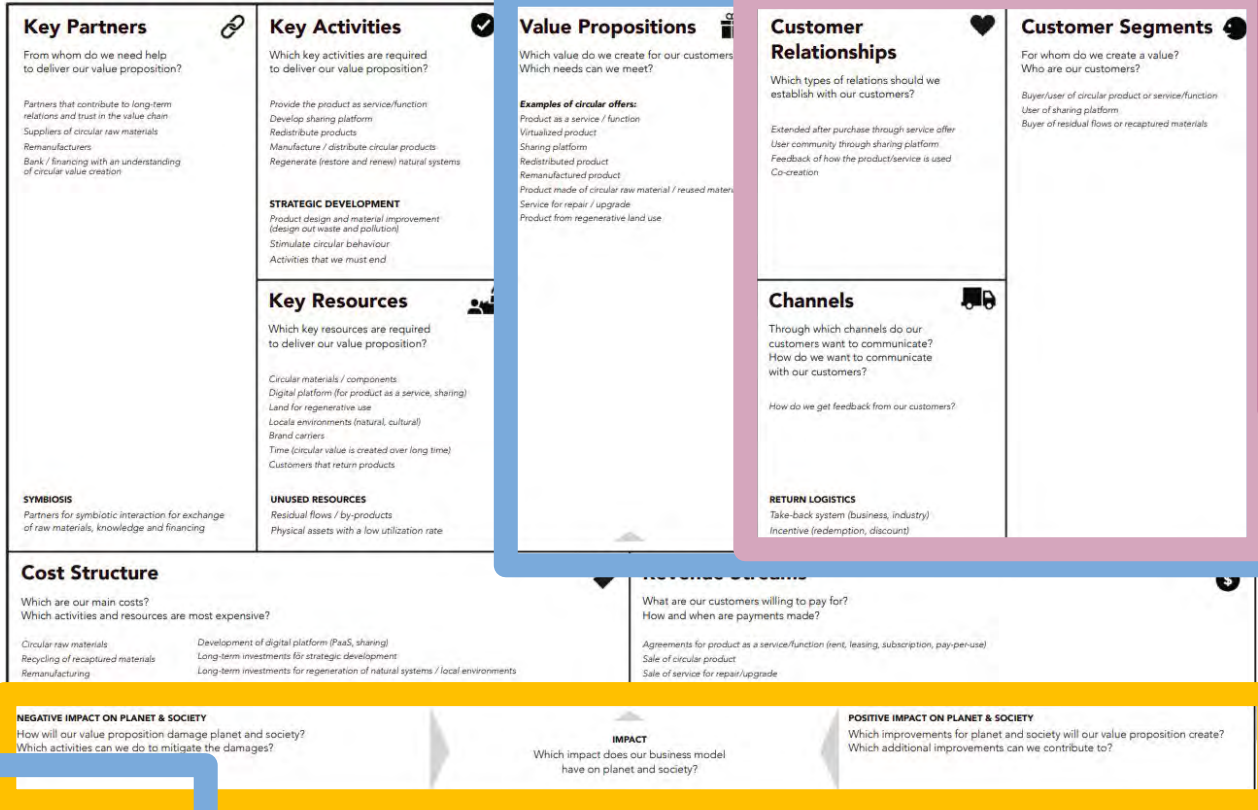 Key Partners
From whom do we need help
to deliver our value proposition?
Partners that contribute to long-term
relations and trust in the value chain
Suppliers of circular raw materials
Remanufacturers
Bank / financing with an understanding
of circular value creation
SYMBIOSIS
Partners for symbiotic interaction for exchange
of raw materials, knowledge and financing
Key Activities
Which key activities are required
to deliver our value proposition?
Provide the product as service/function
Develop sharing platform
Redistribute products
Manufacture / distribute circular products
Regenerate (restore and renew) natural systems
STRATEGIC DEVELOPMENT
Product design and material improvement
(design out waste and pollution)
Stimulate circular behaviour
Activities that we must end
Key Resources
Which key resources are required
to deliver our value proposition?
Circular materials / components
Digital platform (for product as a service, sharing)
Land for regenerative use
Locala environments (natural, cultural)
Brand carriers
Time (circular value is created over long time)
Customers that return products
UNUSED RESOURCES
Residual flows / by-products
Physical assets with a low utilization rate
Value Propositions
Which value do we create for our customers
Which needs can we meet?
Examples of circular offers:
Product as a service / function
Virtualized product
Sharing platform
Redistributed product
Remanufactured product
Product made of circular raw material / reused mater
Service for repair / upgrade
Product from regenerative land use
Customer
Relationships
Which types of relations should we
establish with our customers?
Extended after purchase through service offer
User community through sharing platform
Feedback of how the product/service is used
Co-creation
Channels
Through which channels do our
customers want to communicate?
How do we want to communicate
with our customers?
How do we get feedback from our customers?
RETURN LOGISTICS
Take-back system (business, industry)
Incentive (redemption, discount)
Customer Segments
For whom do we create a value?
Who are our customers?
Buyer/user of circular product or service/function
User of sharing platform
Buyer of residual flows or recaptured materials
Cost Structure
Which are our main costs?
Which activities and resources are most expensive?
Circular raw materials
Recycling of recaptured materials
Remanufacturing
Development of digital platform (PaaS, sharing)
Long-term investments för strategic development
Long-term investments for regeneration of natural systems / local environments
Revenue Streams
What are our customers willing to pay for?
How and when are payments made?
Agreements for product as a service/function (rent, leasing, subscription, pay-per-use)
Sale of circular product
Sale of service for repair/upgrade
NEGATIVE IMPACT ON PLANET & SOCIETY
How will our value proposition damage planet and society?
Which activities can we do to mitigate the damages?
IMPACT
Which impact does our business model
have on planet and society?
POSITIVE IMPACT ON PLANET & SOCIETY
Which improvements for planet and society will our value proposition create?
Which additional improvements can we contribute to?